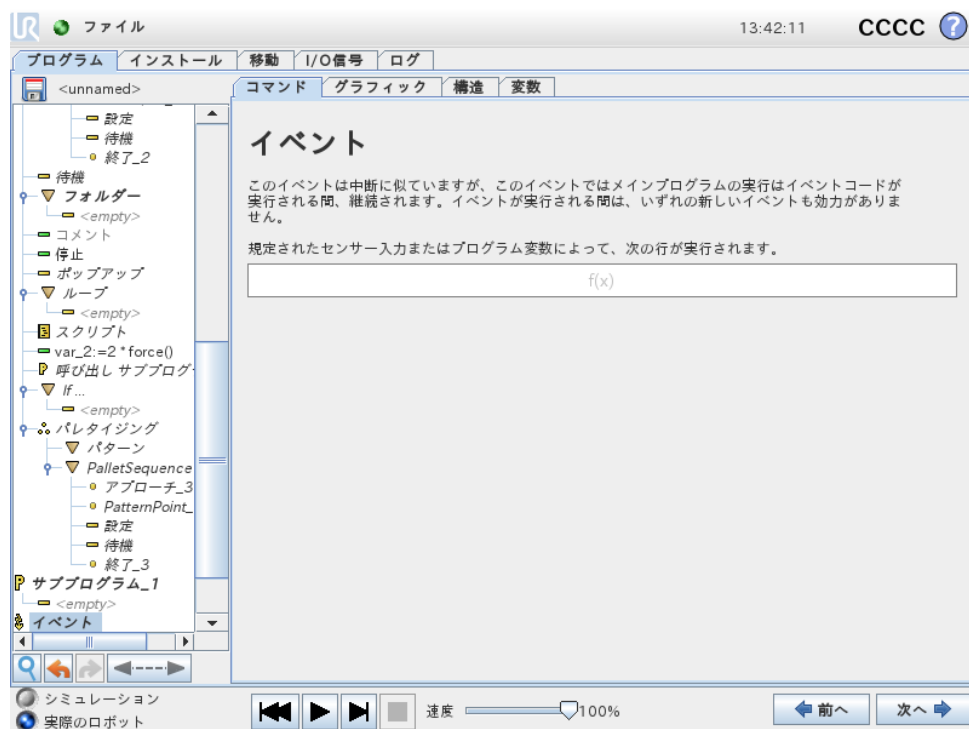 UR ファイル 13:42:11 CCCC ?
プログラム インストール 移動 I/O信号 ログ
<unnamed>
コマンド グラフィック 構造 変数
設定
待機
終了_2
待機
フォルダー
<empty>
コメント
停止
ポップアップ
ループ
<empty>
スクリプト
var_2:=2*force()
呼び出し サブプログ
If...
<empty>
パレタイジング
パターン
PalletSequence
アプローチ_3
PatternPoint_
設定
待機
終了_3
サブプログラム_1
<empty>
イベント
イベント
このイベントは中断に似ていますが、このイベントではメインプログラムの実行はイベントコードが
実行される間、継続されます。イベントが実行される間は、いずれの新しいイベントも効力がありま
せん。
規定されたセンサー入力またはプログラム変数によって、次の行が実行されます。
f(x)
シミュレーション
実際のロボット
速度 100%
前へ 次へ